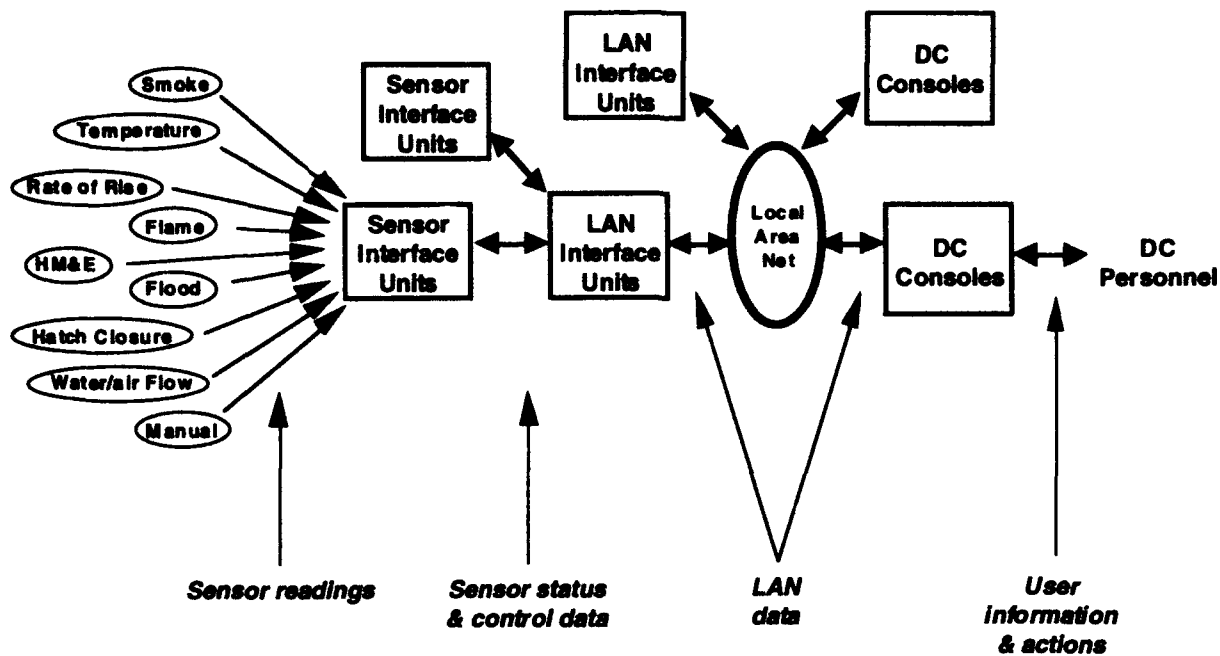 Smoke
Temperature
Rate of Rise
Flame
HM&E
Flood
Hatch Closure
Water/air Flow
Manual
Sensor
Interface
Units
Sensor
Interface
Units
LAN
Interface
Units
LAN
Interface
Units
Local
Area
Net
DC
Consoles
DC
Consoles
DC
Personnel
Sensor readings
Sensor status
& control data
LAN
data
User
information
& actions